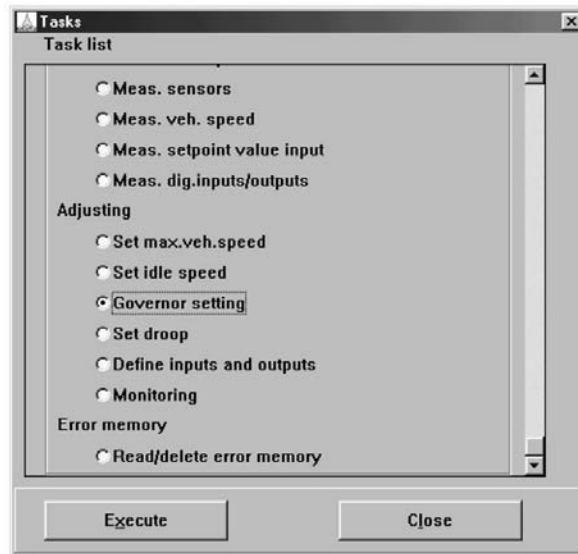 Tasks
Task list
Meas. sensors
Meas. veh. speed
Meas. setpoint value input
Meas. dig.inputs/outputs
Adjusting
Set max.veh.speed
Set idle speed
Governor setting
Set droop
Define inputs and outputs
Monitoring
Error memory
Read/delete error memory
Execute
Close